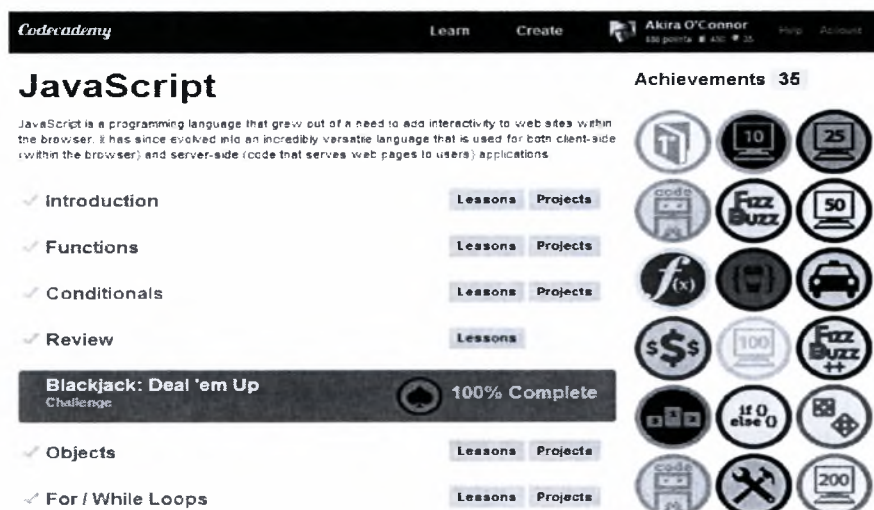 Codecademy
Learn Create
Akira O'Connor
Help Account
JavaScript
JavaScript is a programming language that grew out of a need to add interactivity to web sites within
the browser. It has since evolved into an incredibly versatile language that is used for both client-side
(within the browser) and server-side (code that serves web pages to users) applications
Introduction Lessons Projects
Functions Lessons Projects
Conditionals Lessons Projects
Review Lessons
Blackjack: Deal 'em Up
Challenge
100% Complete
Objects Lessons Projects
For / While Loops Lessons Projects
Achievements 35
10 25
code Fizz Buzz 50
f(x) { }
$$$ 100 Fizz Buzz ++
if () else ()
code 200